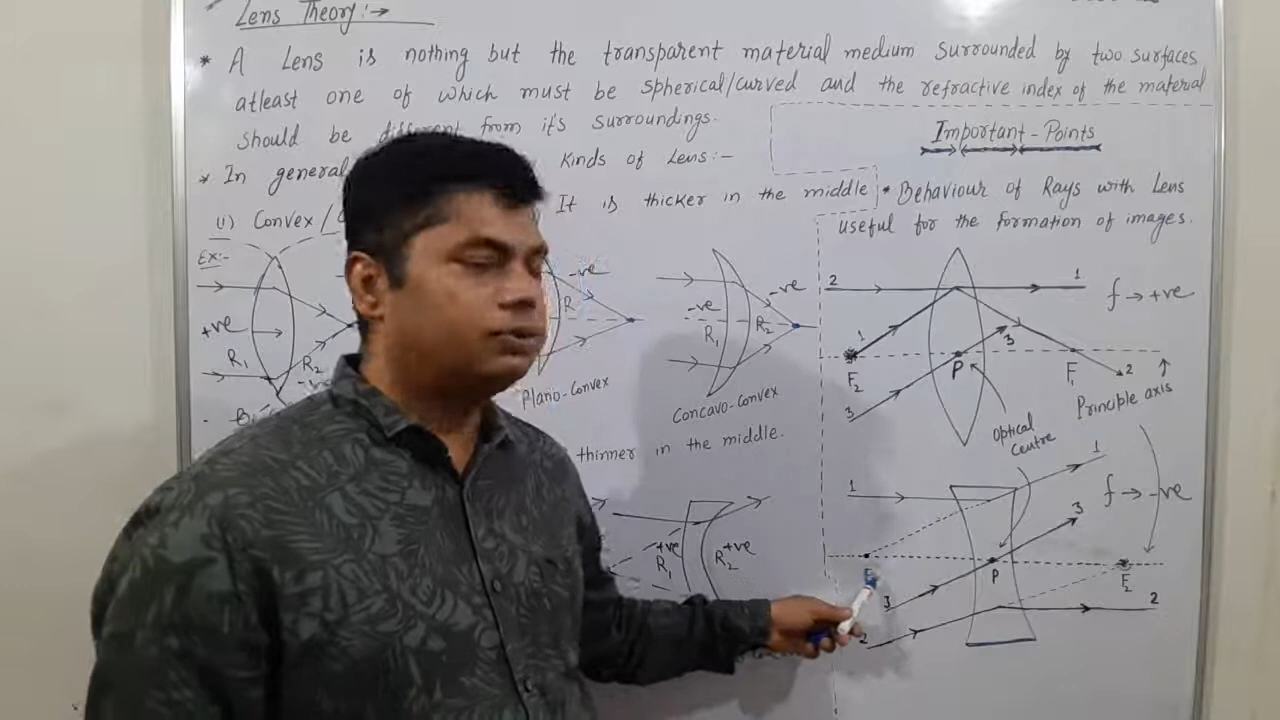 Lens Theory:→
* A Lens is nothing but the transparent material medium surrounded by two surfaces
atleast one of which must be spherical/curved and the refractive index of the material
should be different from it's surroundings.
* In general kinds of Lens:-
(i) Convex / It is thicker in the middle
Ex:-
+ve
R1
R2
-ve
R
Plano-Convex
-ve
R1
-ve
R2
Concavo-Convex
thinner in the middle.
+ve
R1
R2
+ve
Important-Points
* Behaviour of Rays with Lens
useful for the formation of images.
2
1
f → +ve
1
3
F2
P
F1
2
3
Principle axis
Optical
centre
1
1
f → -ve
3
P
F2
3
2
2